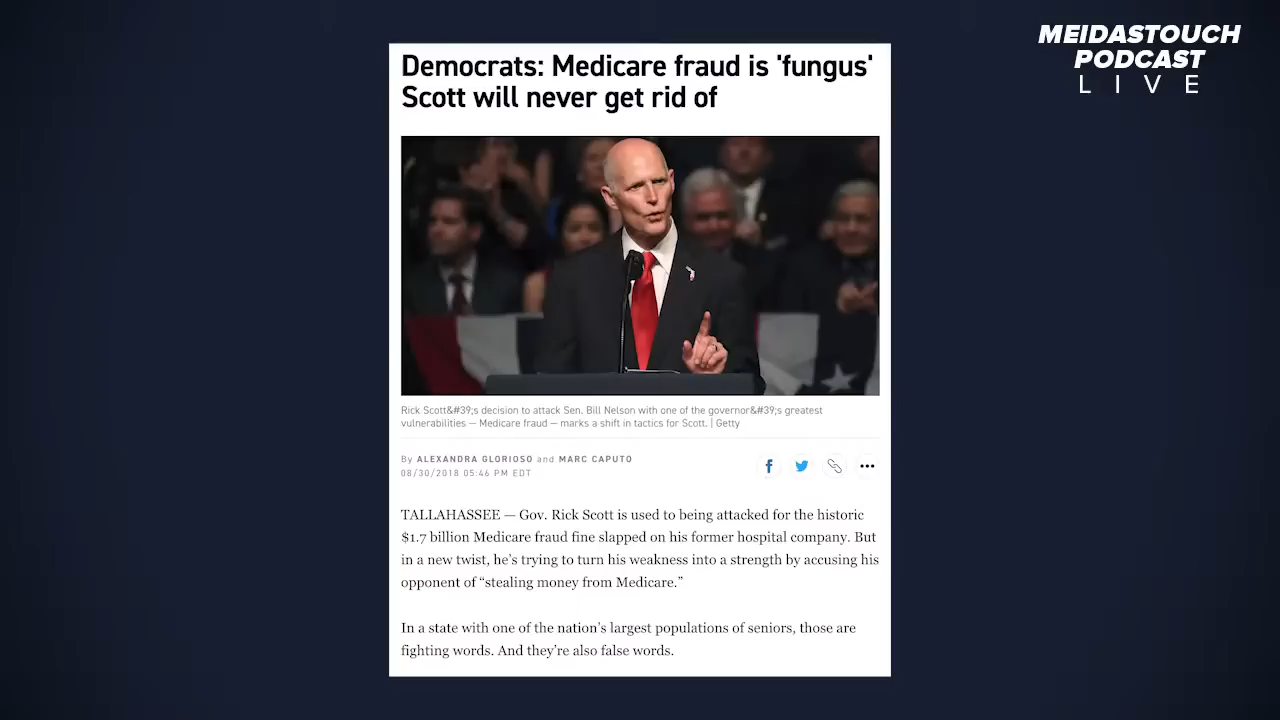 MEIDASTOUCH
PODCAST
LIVE
Democrats: Medicare fraud is 'fungus'
Scott will never get rid of
Rick Scott&#39;s decision to attack Sen. Bill Nelson with one of the governor&#39;s greatest
vulnerabilities — Medicare fraud — marks a shift in tactics for Scott. | Getty
By ALEXANDRA GLORIOSO and MARC CAPUTO
08/30/2018 05:46 PM EDT
TALLAHASSEE — Gov. Rick Scott is used to being attacked for the historic
$1.7 billion Medicare fraud fine slapped on his former hospital company. But
in a new twist, he’s trying to turn his weakness into a strength by accusing his
opponent of “stealing money from Medicare.”
In a state with one of the nation’s largest populations of seniors, those are
fighting words. And they’re also false words.